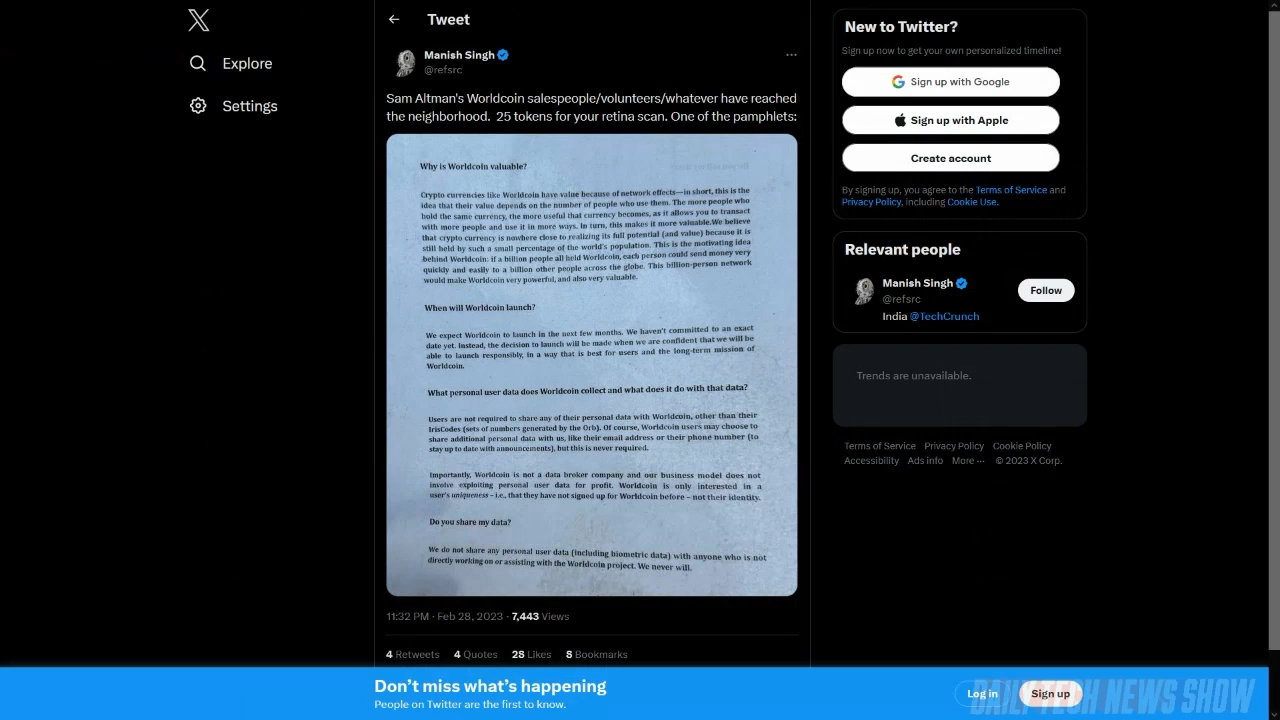 Explore
Settings
Tweet
Manish Singh
@refsrc
Sam Altman's Worldcoin salespeople/volunteers/whatever have reached
the neighborhood. 25 tokens for your retina scan. One of the pamphlets:
Why is Worldcoin valuable?
Crypto currencies like Worldcoin have value because of network effects—in short, this is the
idea that their value depends on the number of people who use them. The more people who
hold the same currency, the more useful that currency becomes, as it allows you to transact
with more people and use it in more ways. In turn, this makes it more valuable.We believe
that crypto currency is nowhere close to realizing its full potential (and value) because it is
still held by such a small percentage of the world's population. This is the motivating idea
behind Worldcoin: if a billion people all held Worldcoin, each person could send money very
quickly and easily to a billion other people across the globe. This billion-person network
would make Worldcoin very powerful, and also very valuable.
When will Worldcoin launch?
We expect Worldcoin to launch in the next few months. We haven't committed to an exact
date yet. Instead, the decision to launch will be made when we are confident that we will be
able to launch responsibly, in a way that is best for users and the long-term mission of
Worldcoin.
What personal user data does Worldcoin collect and what does it do with that data?
Users are not required to share any of their personal data with Worldcoin, other than their
IrisCodes (sets of numbers generated by the Orb). Of course, Worldcoin users may choose to
share additional personal data with us, like their email address or their phone number (to
stay up to date with announcements), but this is never required.
Importantly, Worldcoin is not a data broker company and our business model does not
involve exploiting personal user data for profit. Worldcoin is only interested in a
user's uniqueness – i.e., that they have not signed up for Worldcoin before – not their identity.
Do you share my data?
We do not share any personal user data (including biometric data) with anyone who is not
directly working on or assisting with the Worldcoin project. We never will.
11:32 PM · Feb 28, 2023 · 7,443 Views
4 Retweets 4 Quotes 28 Likes 8 Bookmarks
New to Twitter?
Sign up now to get your own personalized timeline!
Sign up with Google
Sign up with Apple
Create account
By signing up, you agree to the Terms of Service and
Privacy Policy, including Cookie Use.
Relevant people
Manish Singh
@refsrc
Follow
India @TechCrunch
Trends are unavailable.
Terms of Service Privacy Policy Cookie Policy
Accessibility Ads info More ··· © 2023 X Corp.
Don't miss what's happening
People on Twitter are the first to know.
Log in
Sign up
DAILY TECH NEWS SHOW